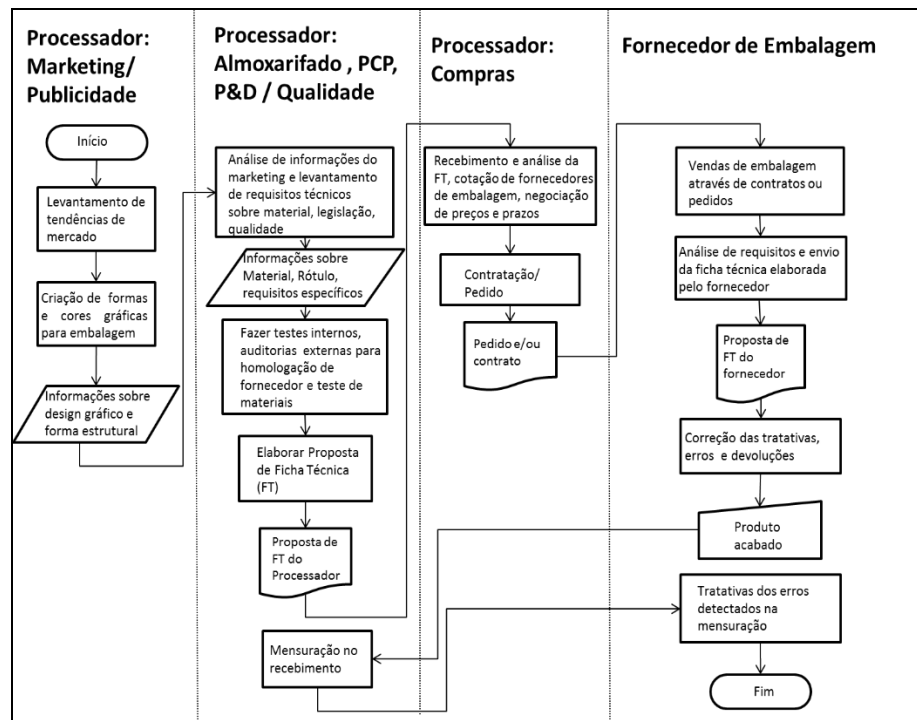 Processador:
Marketing/
Publicidade
Início
Levantamento de
tendências de
mercado
Criação de formas
e cores gráficas
para embalagem
Informações sobre
design gráfico e
forma estrutural
Processador:
Almoxarifado , PCP,
P&D / Qualidade
Análise de informações do
marketing e levantamento
de requisitos técnicos
sobre material, legislação,
qualidade
Informações sobre
Material, Rótulo,
requisitos específicos
Fazer testes internos,
auditorias externas para
homologação de
fornecedor e teste de
materiais
Elaborar Proposta
de Ficha Técnica
(FT)
Proposta de
FT do
Processador
Mensuração no
recebimento
Processador:
Compras
Recebimento e análise da
FT, cotação de fornecedores
de embalagem, negociação
de preços e prazos
Contratação/
Pedido
Pedido e/ou
contrato
Fornecedor de Embalagem
Vendas de embalagem
através de contratos ou
pedidos
Análise de requisitos e envio
da ficha técnica elaborada
pelo fornecedor
Proposta de
FT do
fornecedor
Correção das tratativas,
erros e devoluções
Produto
acabado
Tratativas dos erros
detectados na
mensuração
Fim